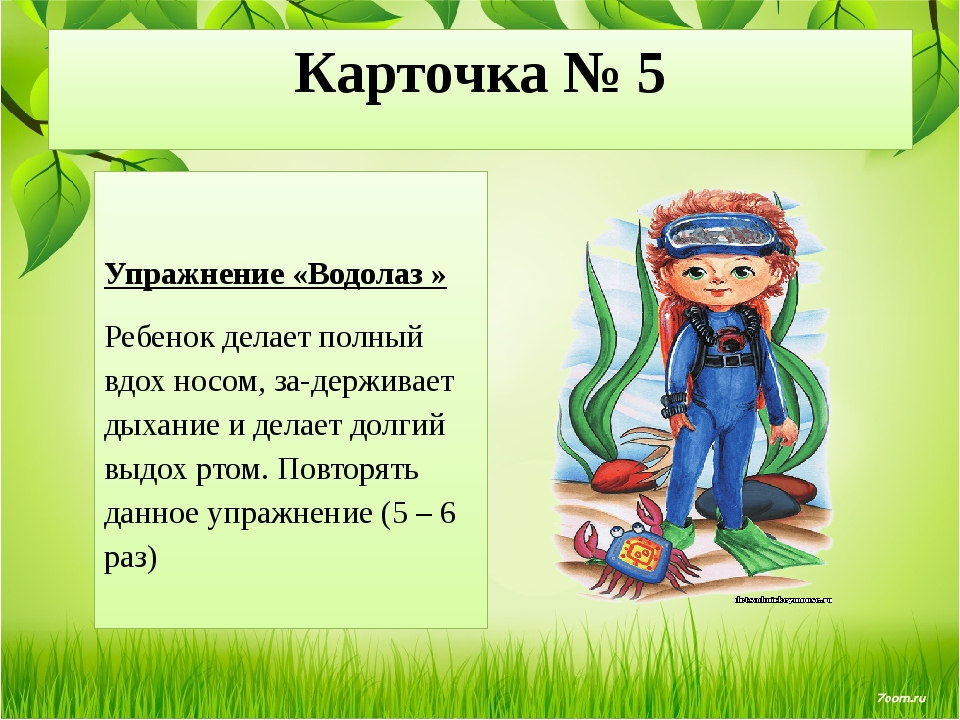 Карточка № 5
Упражнение «Водолаз »
Ребенок делает полный
вдох носом, за-держивает
дыхание и делает долгий
выдох ртом. Повторять
данное упражнение (5 – 6
раз)
7oom.ru